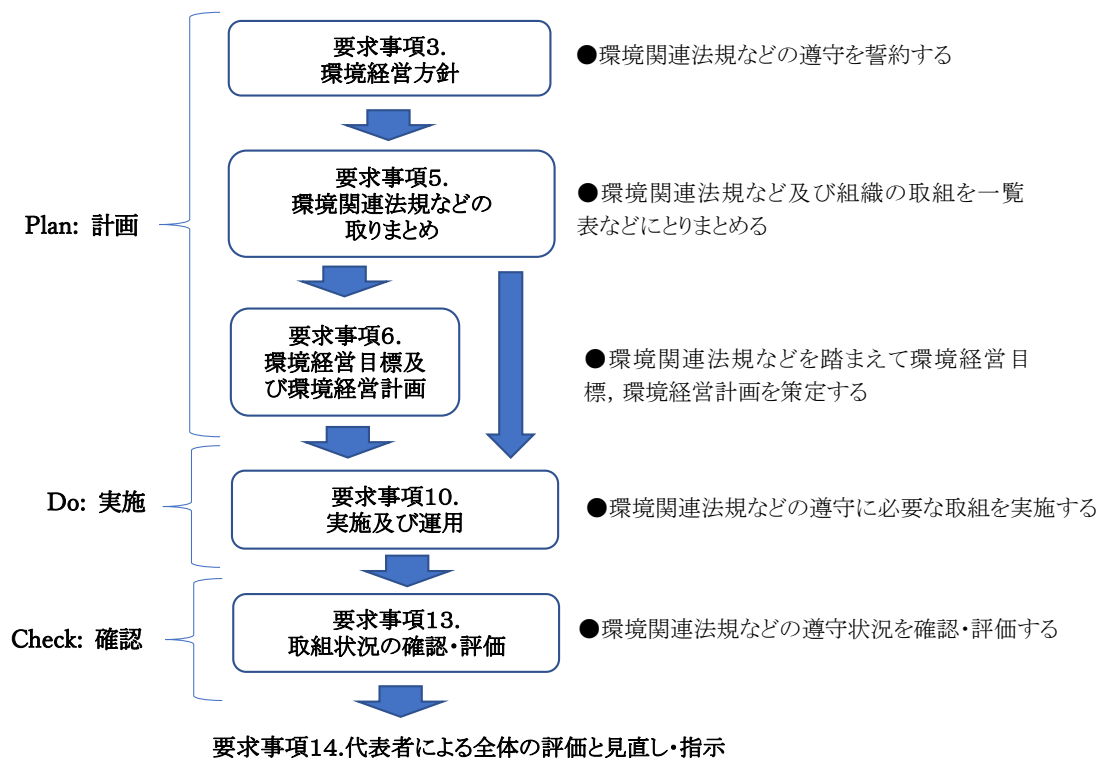 要求事項3.
環境経営方針
●環境関連法規などの遵守を誓約する
要求事項5.
環境関連法規などの
取りまとめ
●環境関連法規など及び組織の取組を一覧
表などにとりまとめる
Plan: 計画
要求事項6.
環境経営目標及
び環境経営計画
●環境関連法規などを踏まえて環境経営目
標, 環境経営計画を策定する
Do: 実施
要求事項10.
実施及び運用
●環境関連法規などの遵守に必要な取組を実施する
Check: 確認
要求事項13.
取組状況の確認・評価
●環境関連法規などの遵守状況を確認・評価する
要求事項14.代表者による全体の評価と見直し・指示